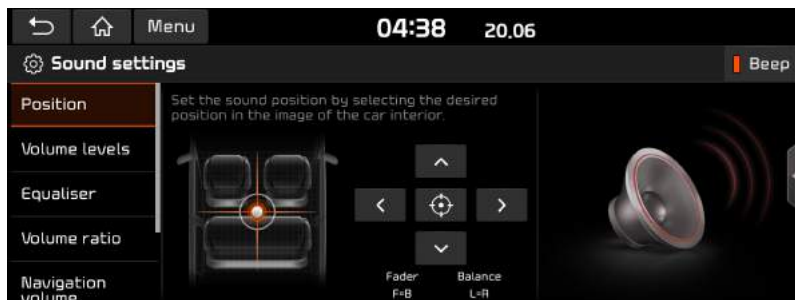 Menu
04:38 20.06
Sound settings
Beep
Position
Set the sound position by selecting the desired
position in the image of the car interior.
Volume levels
Equaliser
Volume ratio
Navigation
volume
Fader Balance
F=B L=R